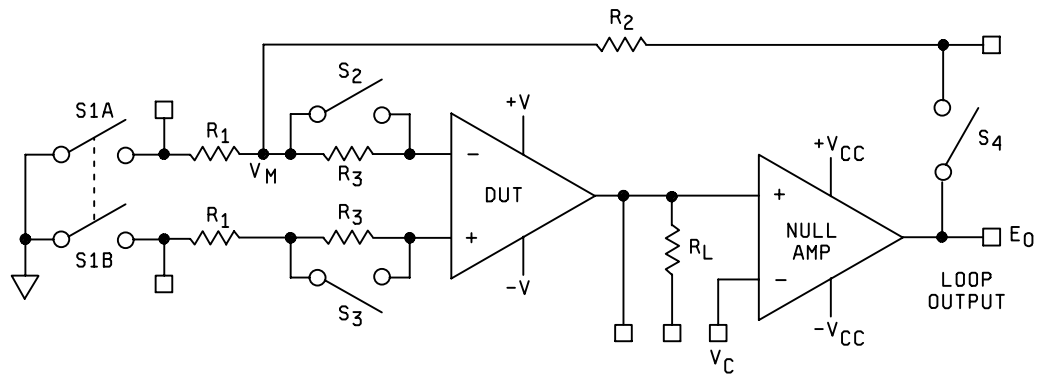 R2
S2
S1A
R1
+V
VM
R3
−
DUT
S4
+VCC
+
NULL
AMP
R1
R3
+
RL
EO
S1B
−
LOOP
OUTPUT
S3
−V
−VCC
VC